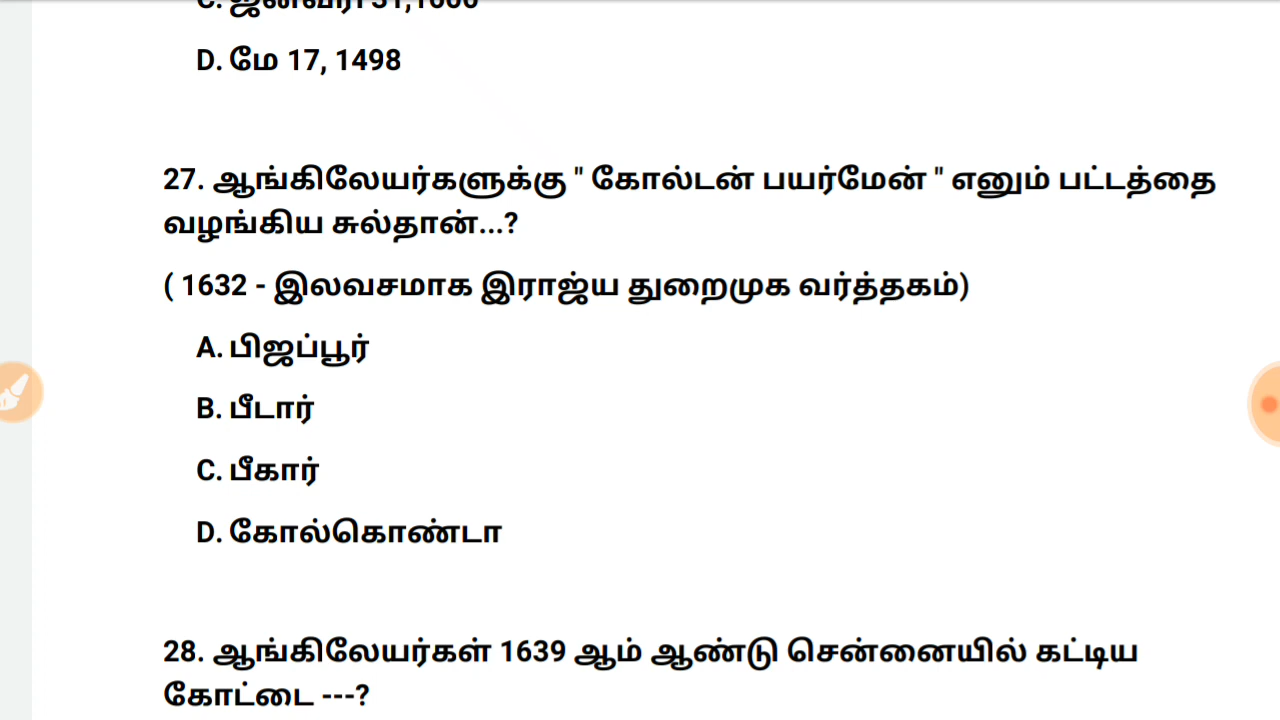 D. மே 17, 1498
27. ஆங்கிலேயர்களுக்கு " கோல்டன் பயர்மேன் " எனும் பட்டத்தை
வழங்கிய சுல்தான்...?
( 1632 - இலவசமாக இராஜ்ய துறைமுக வர்த்தகம்)
A. பிஜப்பூர்
B. பீடார்
C. பீகார்
D. கோல்கொண்டா
28. ஆங்கிலேயர்கள் 1639 ஆம் ஆண்டு சென்னையில் கட்டிய
கோட்டை ---?